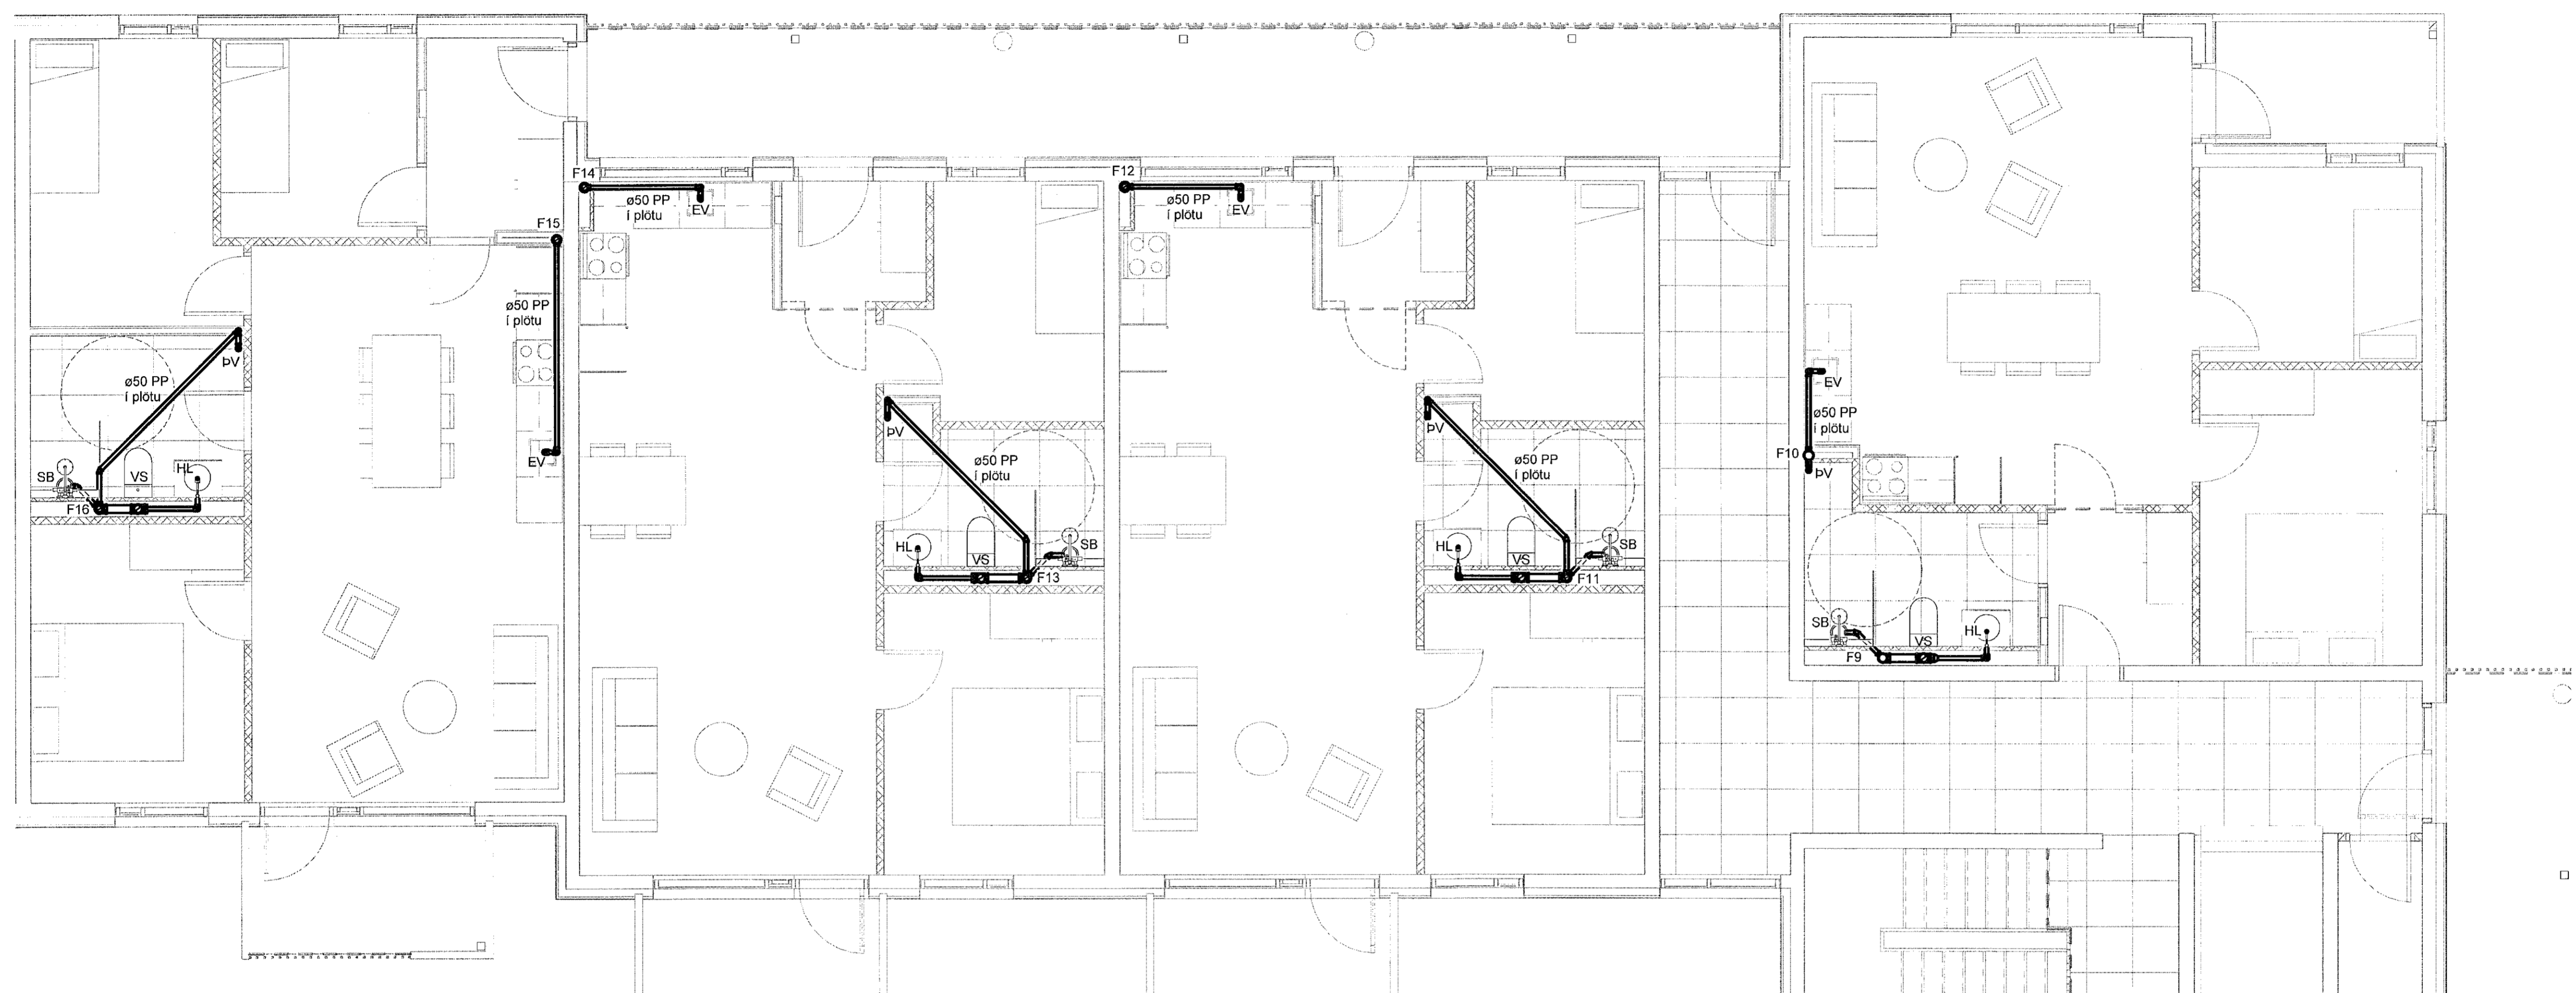 F14
ø50 PP
í plötu
EV
F12
ø50 PP
í plötu
EV
F15
ø50 PP
í plötu
EV
ÞV
ø50 PP
í plötu
SB
VS
HL
F16
ÞV
ø50 PP
í plötu
HL
VS
SB
F13
ÞV
ø50 PP
í plötu
HL
VS
SB
F11
EV
ø50 PP
í plötu
F10
ÞV
SB
VS
HL
F9